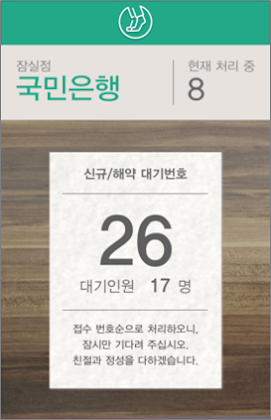 잠실점
국민은행
현재 처리 중
8
신규/해약 대기번호
26
대기인원 17 명
접수 번호순으로 처리하오니,
잠시만 기다려 주십시오.
친절과 정성을 다하겠습니다.